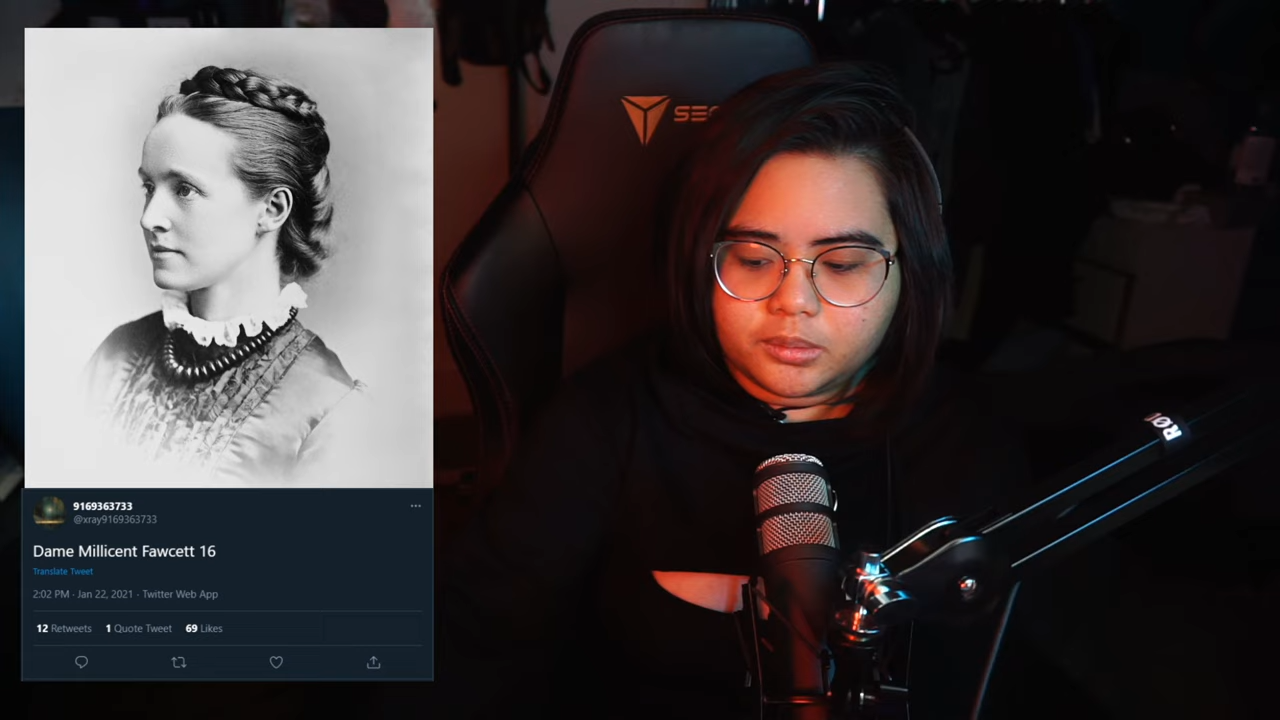 9169363733
@xray9169363733
Dame Millicent Fawcett 16
Translate Tweet
2:02 PM · Jan 22, 2021 · Twitter Web App
12 Retweets 1 Quote Tweet 69 Likes